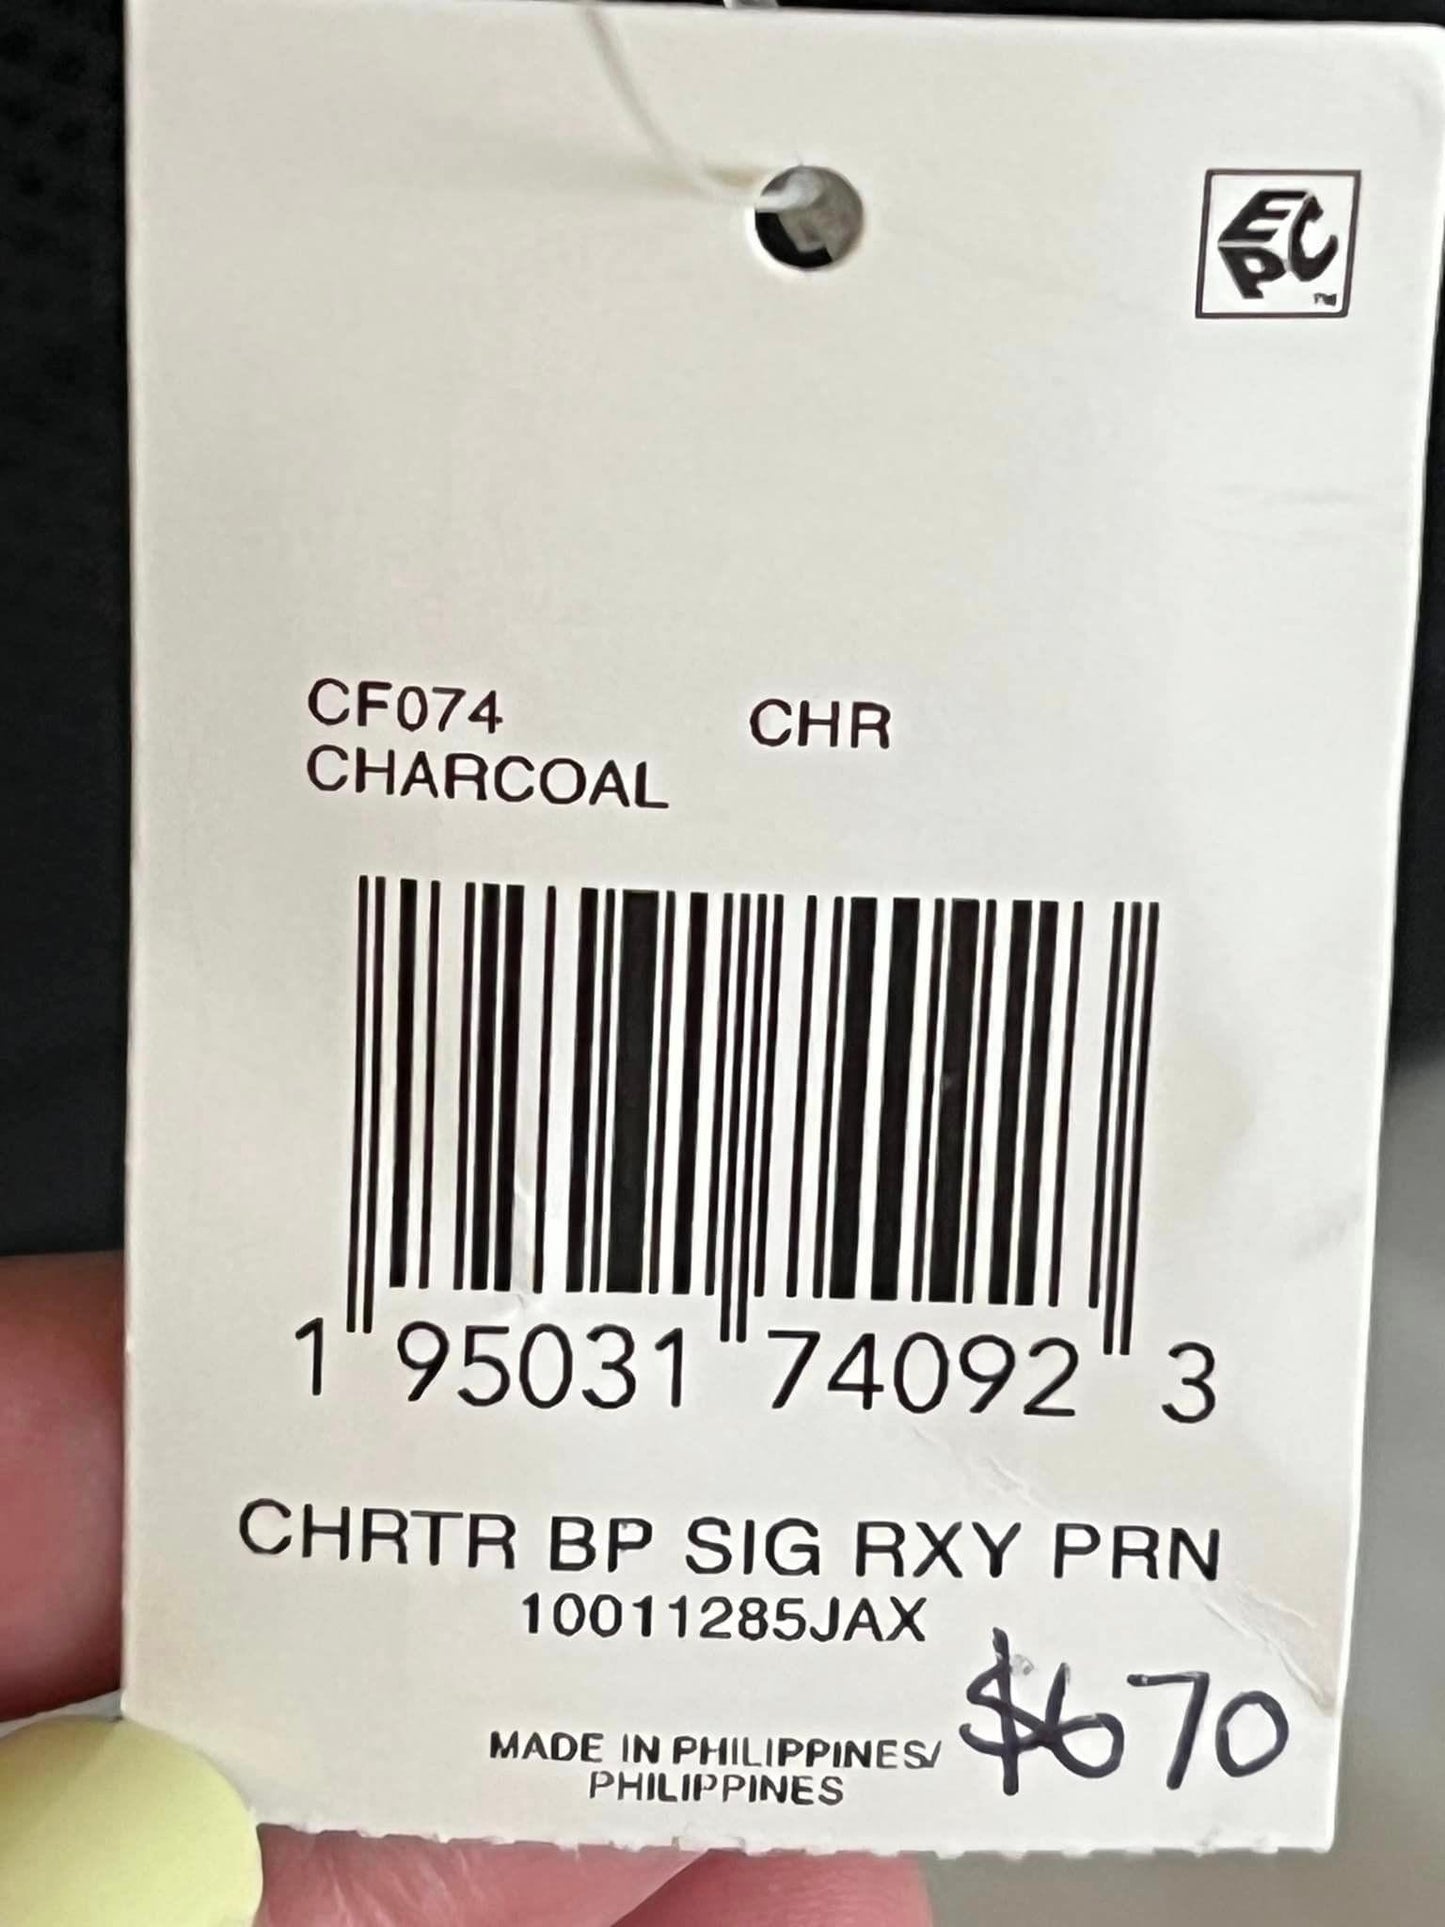 EPC
TM
CF074 CHR
CHARCOAL
1 95031 74092 3
CHRTR BP SIG RXY PRN
10011285JAX
$670
MADE IN PHILIPPINES/
PHILIPPINES